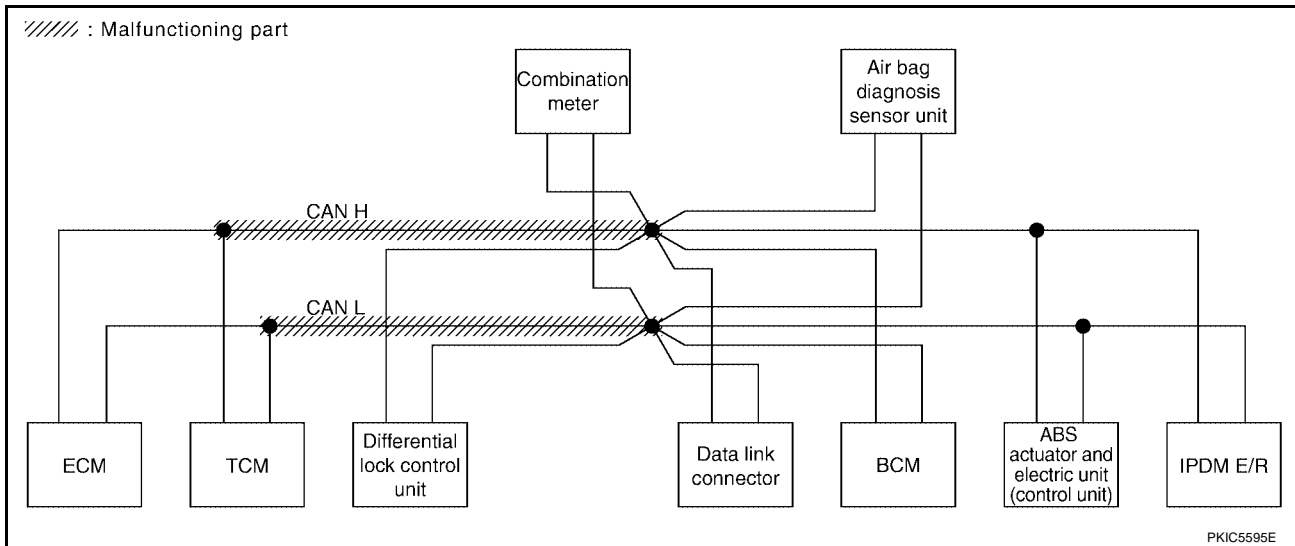 : Malfunctioning part
Combination
meter
Air bag
diagnosis
sensor unit
CAN H
CAN L
ECM
TCM
Differential
lock control
unit
Data link
connector
BCM
ABS
actuator and
electric unit
(control unit)
IPDM E/R
PKIC5595E